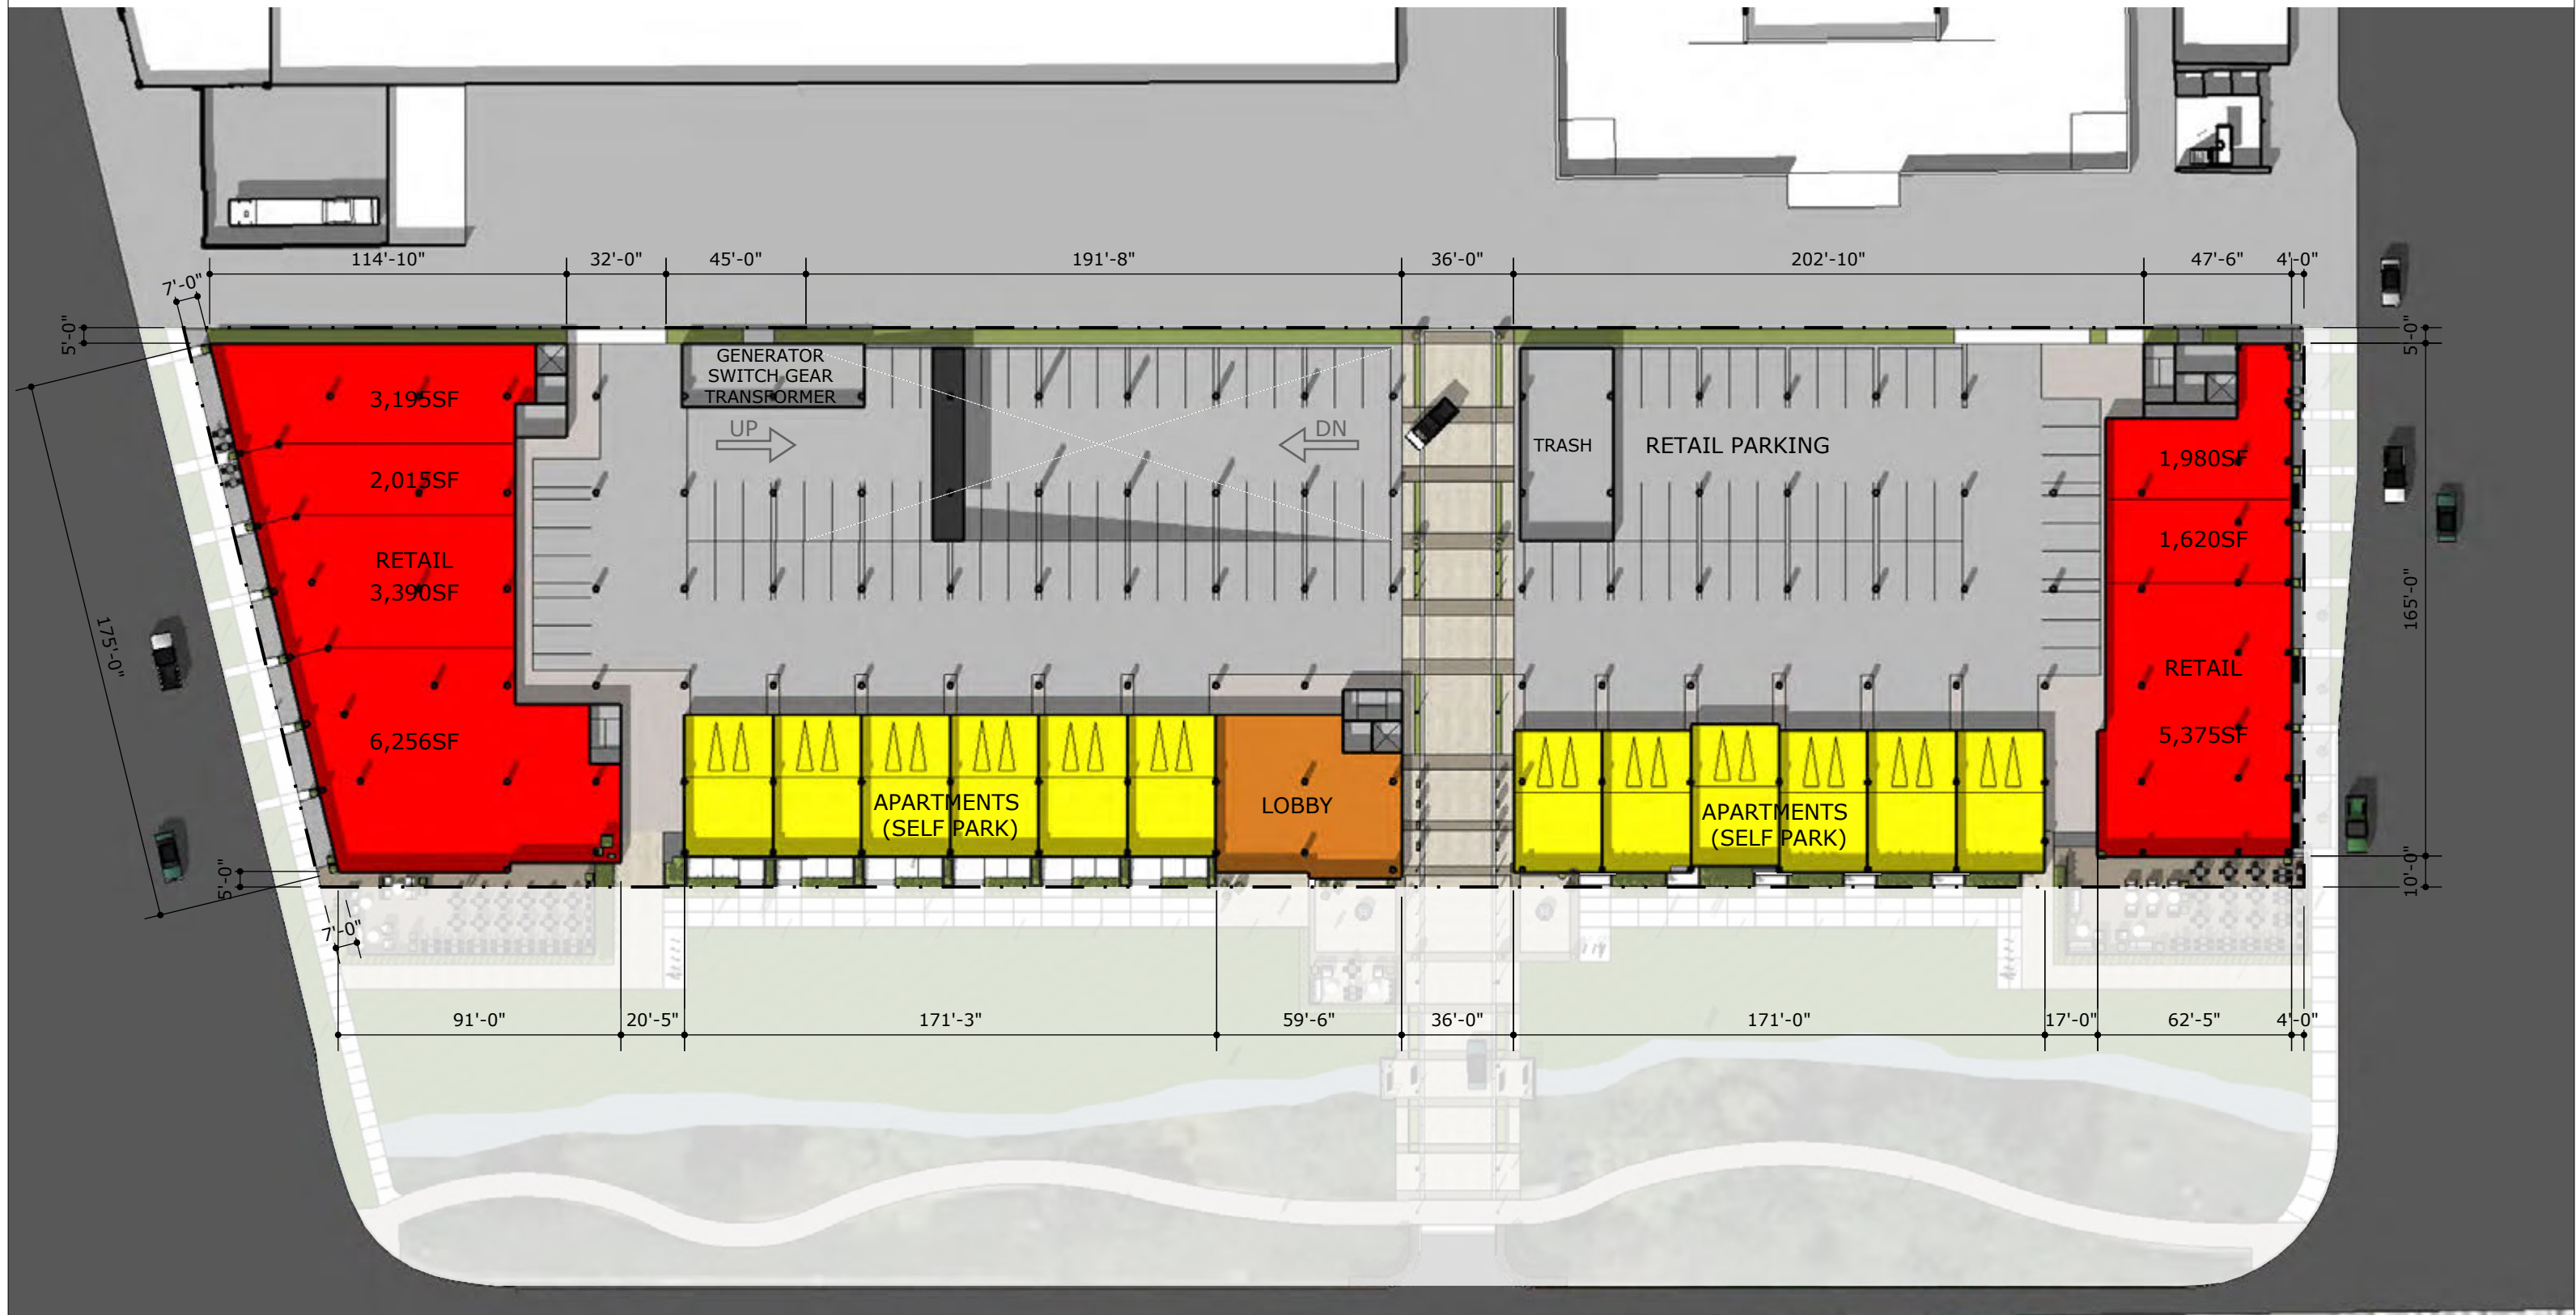 114'-10"
32'-0"
45'-0"
191'-8"
36'-0"
202'-10"
47'-6"
4'-0"
7'-0"
5'-0"
5'-0"
GENERATOR
SWITCH GEAR
TRANSFORMER
3,195SF
UP
DN
TRASH
RETAIL PARKING
1,980SF
2,015SF
1,620SF
RETAIL
3,390SF
165'-0"
175'-0"
RETAIL
5,375SF
6,256SF
APARTMENTS
(SELF PARK)
LOBBY
APARTMENTS
(SELF PARK)
5'-0"
10'-0"
7'-0"
91'-0"
20'-5"
171'-3"
59'-6"
36'-0"
171'-0"
17'-0"
62'-5"
4'-0"